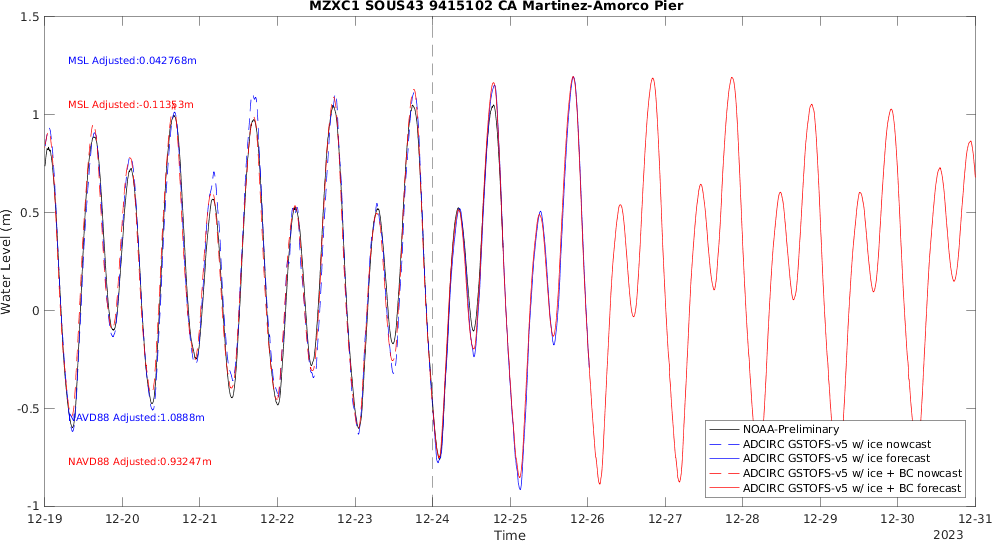 MZXC1 SOUS43 9415102 CA Martinez-Amorco Pier
1.5
MSL Adjusted:0.042768m
MSL Adjusted:-0.11353m
1
0.5
Water Level (m)
0
-0.5
NAVD88 Adjusted:1.0888m
NAVD88 Adjusted:0.93247m
NOAA-Preliminary
ADCIRC GSTOFS-v5 w/ ice nowcast
ADCIRC GSTOFS-v5 w/ ice forecast
ADCIRC GSTOFS-v5 w/ ice + BC nowcast
ADCIRC GSTOFS-v5 w/ ice + BC forecast
-1
12-19 12-20 12-21 12-22 12-23 12-24 12-25 12-26 12-27 12-28 12-29 12-30 12-31
Time
2023